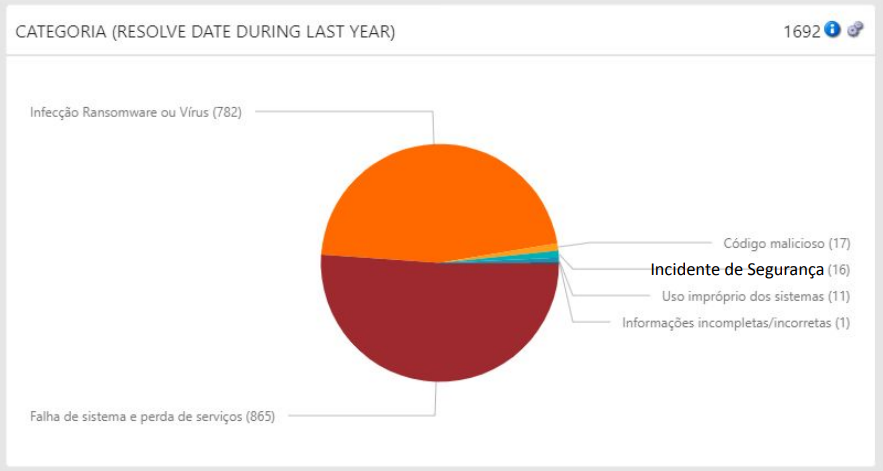 CATEGORIA (RESOLVE DATE DURING LAST YEAR)
1692
Infecção Ransomware ou Vírus (782)
Código malicioso (17)
Incidente de Segurança (16)
Uso impróprio dos sistemas (11)
Informações incompletas/incorretas (1)
Falha de sistema e perda de serviços (865)